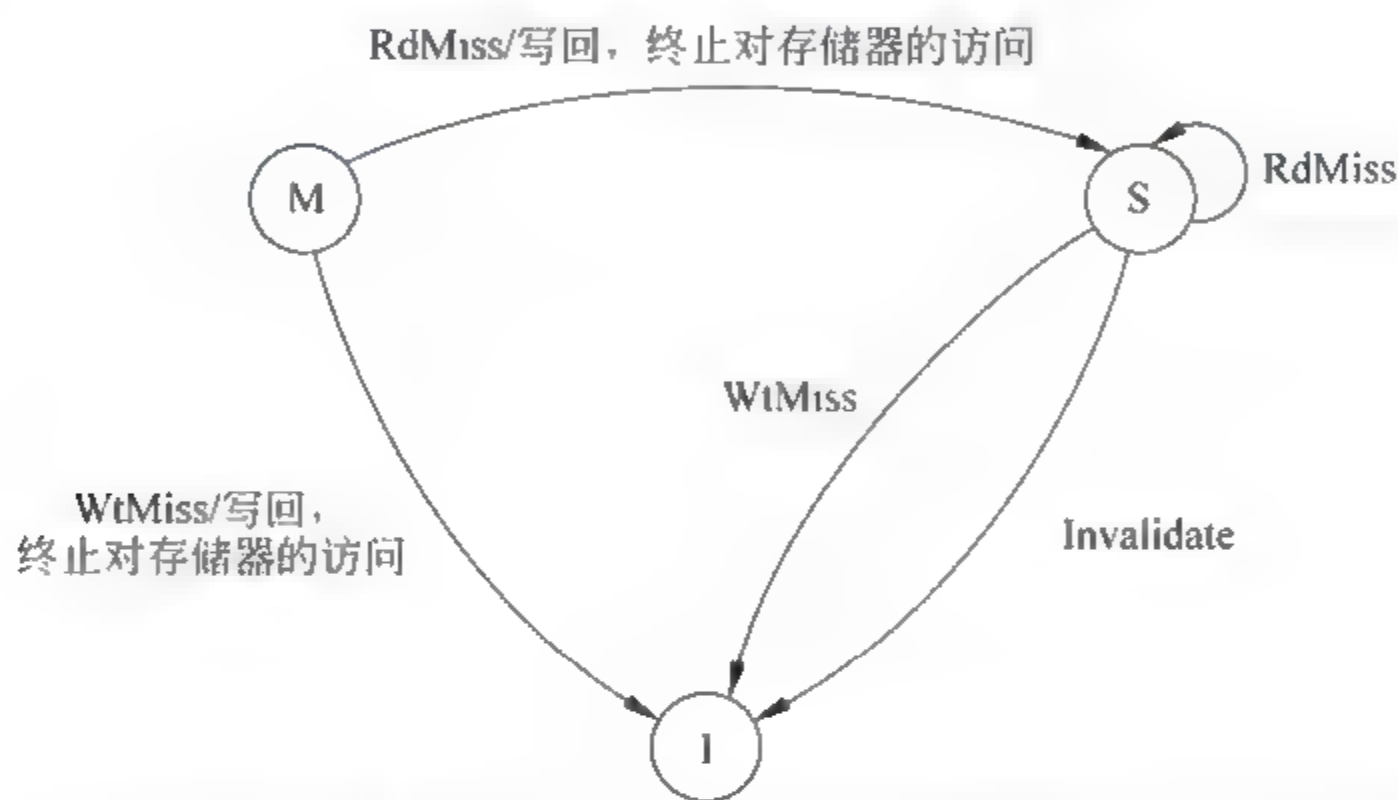 RdMiss/写回，终止对存储器的访问
M
S
RdMiss
WtMiss
WtMiss/写回，
终止对存储器的访问
Invalidate
I